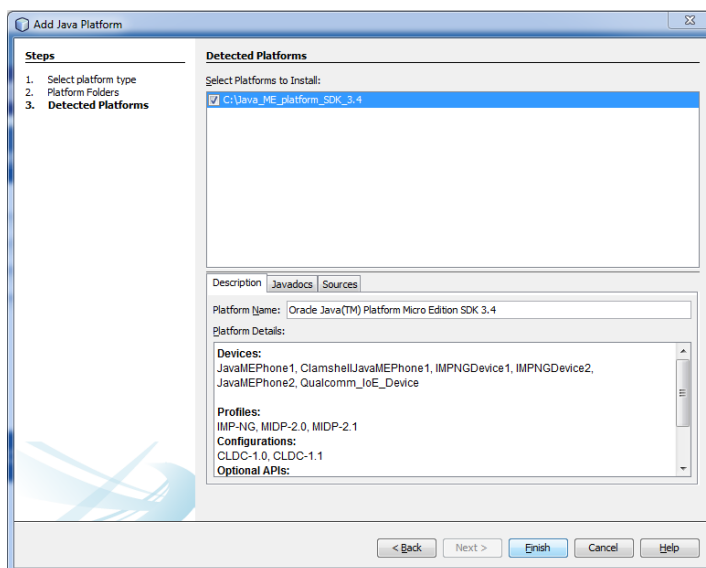 Add Java Platform
Steps
1. Select platform type
2. Platform Folders
3. Detected Platforms
Detected Platforms
Select Platforms to Install:
C:\Java_ME_platform_SDK_3.4
Description Javadocs Sources
Platform Name: Oracle Java(TM) Platform Micro Edition SDK 3.4
Platform Details:
Devices:
JavaMEPhone1, ClamshellJavaMEPhone1, IMPNGDevice1, IMPNGDevice2,
JavaMEPhone2, Qualcomm_IoE_Device
Profiles:
IMP-NG, MIDP-2.0, MIDP-2.1
Configurations:
CLDC-1.0, CLDC-1.1
Optional APIs:
< Back Next > Finish Cancel Help